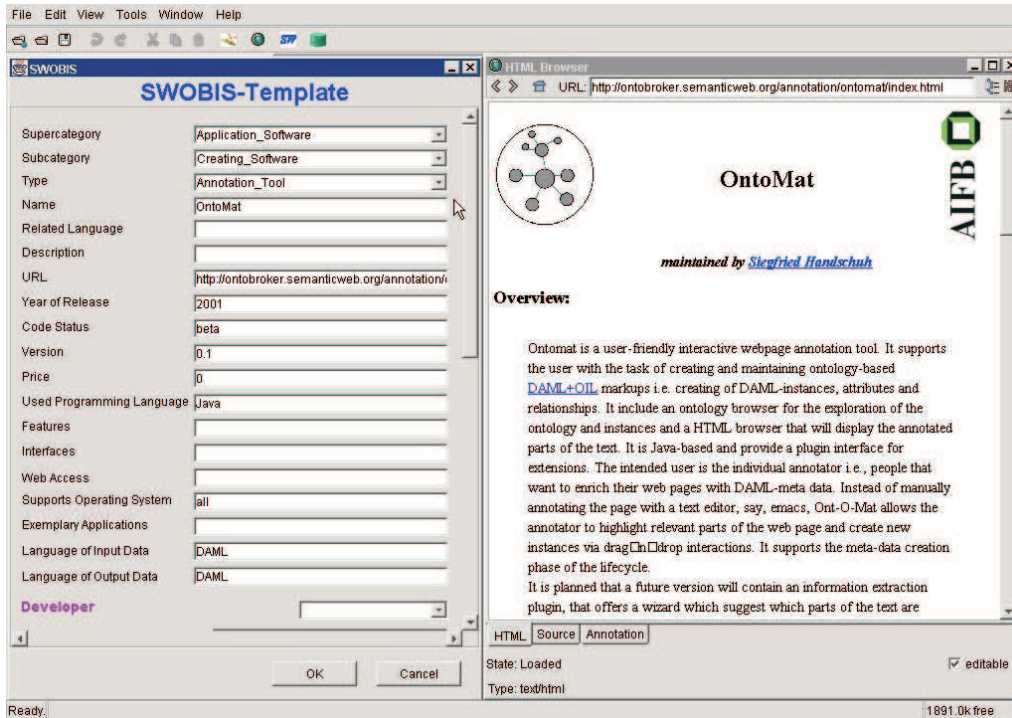 File Edit View Tools Window Help
STP
SWOBIS
SWOBIS-Template
Supercategory Application_Software
Subcategory Creating_Software
Type Annotation_Tool
Name OntoMat
Related Language
Description
URL http://ontobroker.semanticweb.org/annotation/
Year of Release 2001
Code Status beta
Version 0.1
Price 0
Used Programming Language Java
Features
Interfaces
Web Access
Supports Operating System all
Exemplary Applications
Language of Input Data DAML
Language of Output Data DAML
Developer
OK Cancel
Ready.
HTML Browser
URL: http://ontobroker.semanticweb.org/annotation/ontomat/index.html
OntoMat
AIFB
maintained by Siegfried Handschuh
Overview:
Ontomat is a user-friendly interactive webpage annotation tool. It supports
the user with the task of creating and maintaining ontology-based
DAML+OIL markups i.e. creating of DAML-instances, attributes and
relationships. It include an ontology browser for the exploration of the
ontology and instances and a HTML browser that will display the annotated
parts of the text. It is Java-based and provide a plugin interface for
extensions. The intended user is the individual annotator i.e., people that
want to enrich their web pages with DAML-meta data. Instead of manually
annotating the page with a text editor, say, emacs, Ont-O-Mat allows the
annotator to highlight relevant parts of the web page and create new
instances via drag□n□drop interactions. It supports the meta-data creation
phase of the lifecycle.
It is planned that a future version will contain an information extraction
plugin, that offers a wizard which suggest which parts of the text are
HTML Source Annotation
State: Loaded editable
Type: text/html
1891.0k free